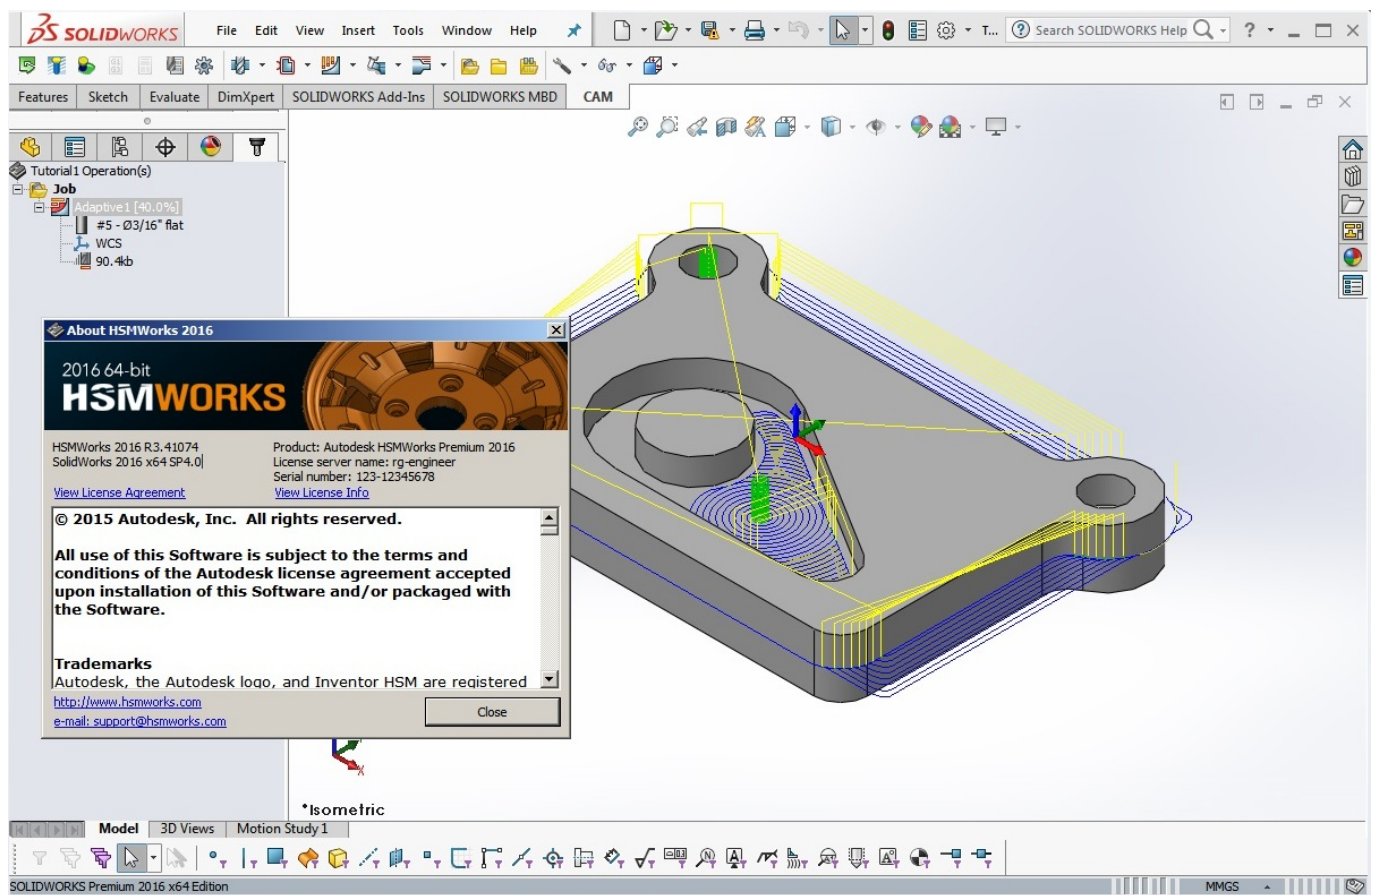 SOLIDWORKS File Edit View Insert Tools Window Help T... Search SOLIDWORKS Help ?
Features Sketch Evaluate DimXpert SOLIDWORKS Add-Ins SOLIDWORKS MBD CAM
Tutorial1 Operation(s)
Job
Adaptive1 [40.0%]
#5 - Ø3/16" flat
WCS
90.4kb
About HSMWorks 2016
2016 64-bit
HSMWORKS
HSMWorks 2016 R3.41074
SolidWorks 2016 x64 SP4.0
Product: Autodesk HSMWorks Premium 2016
License server name: rg-engineer
Serial number: 123-12345678
View License Agreement
View License Info
© 2015 Autodesk, Inc. All rights reserved.
All use of this Software is subject to the terms and
conditions of the Autodesk license agreement accepted
upon installation of this Software and/or packaged with
the Software.
Trademarks
Autodesk, the Autodesk logo, and Inventor HSM are registered
http://www.hsmworks.com
e-mail: support@hsmworks.com
Close
X
*Isometric
Model 3D Views Motion Study 1
SOLIDWORKS Premium 2016 x64 Edition
MMGS